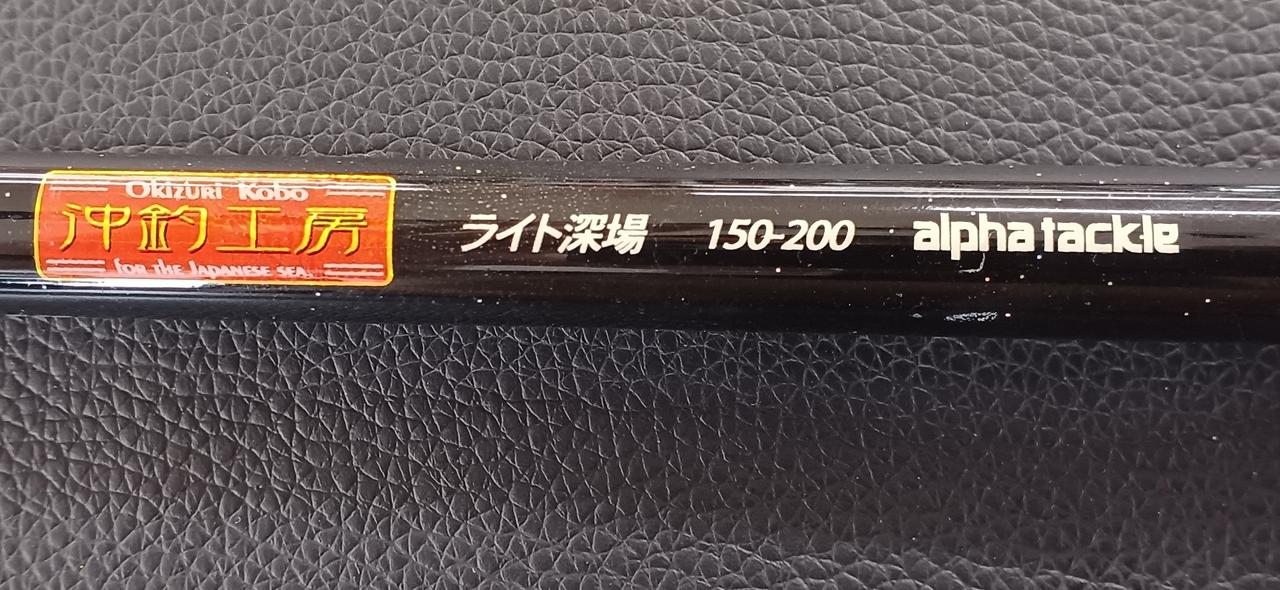 Okizuri Kobo
沖釣工房
FOR THE JAPANESE SEA.
ライト深場 150-200 alpha tackle